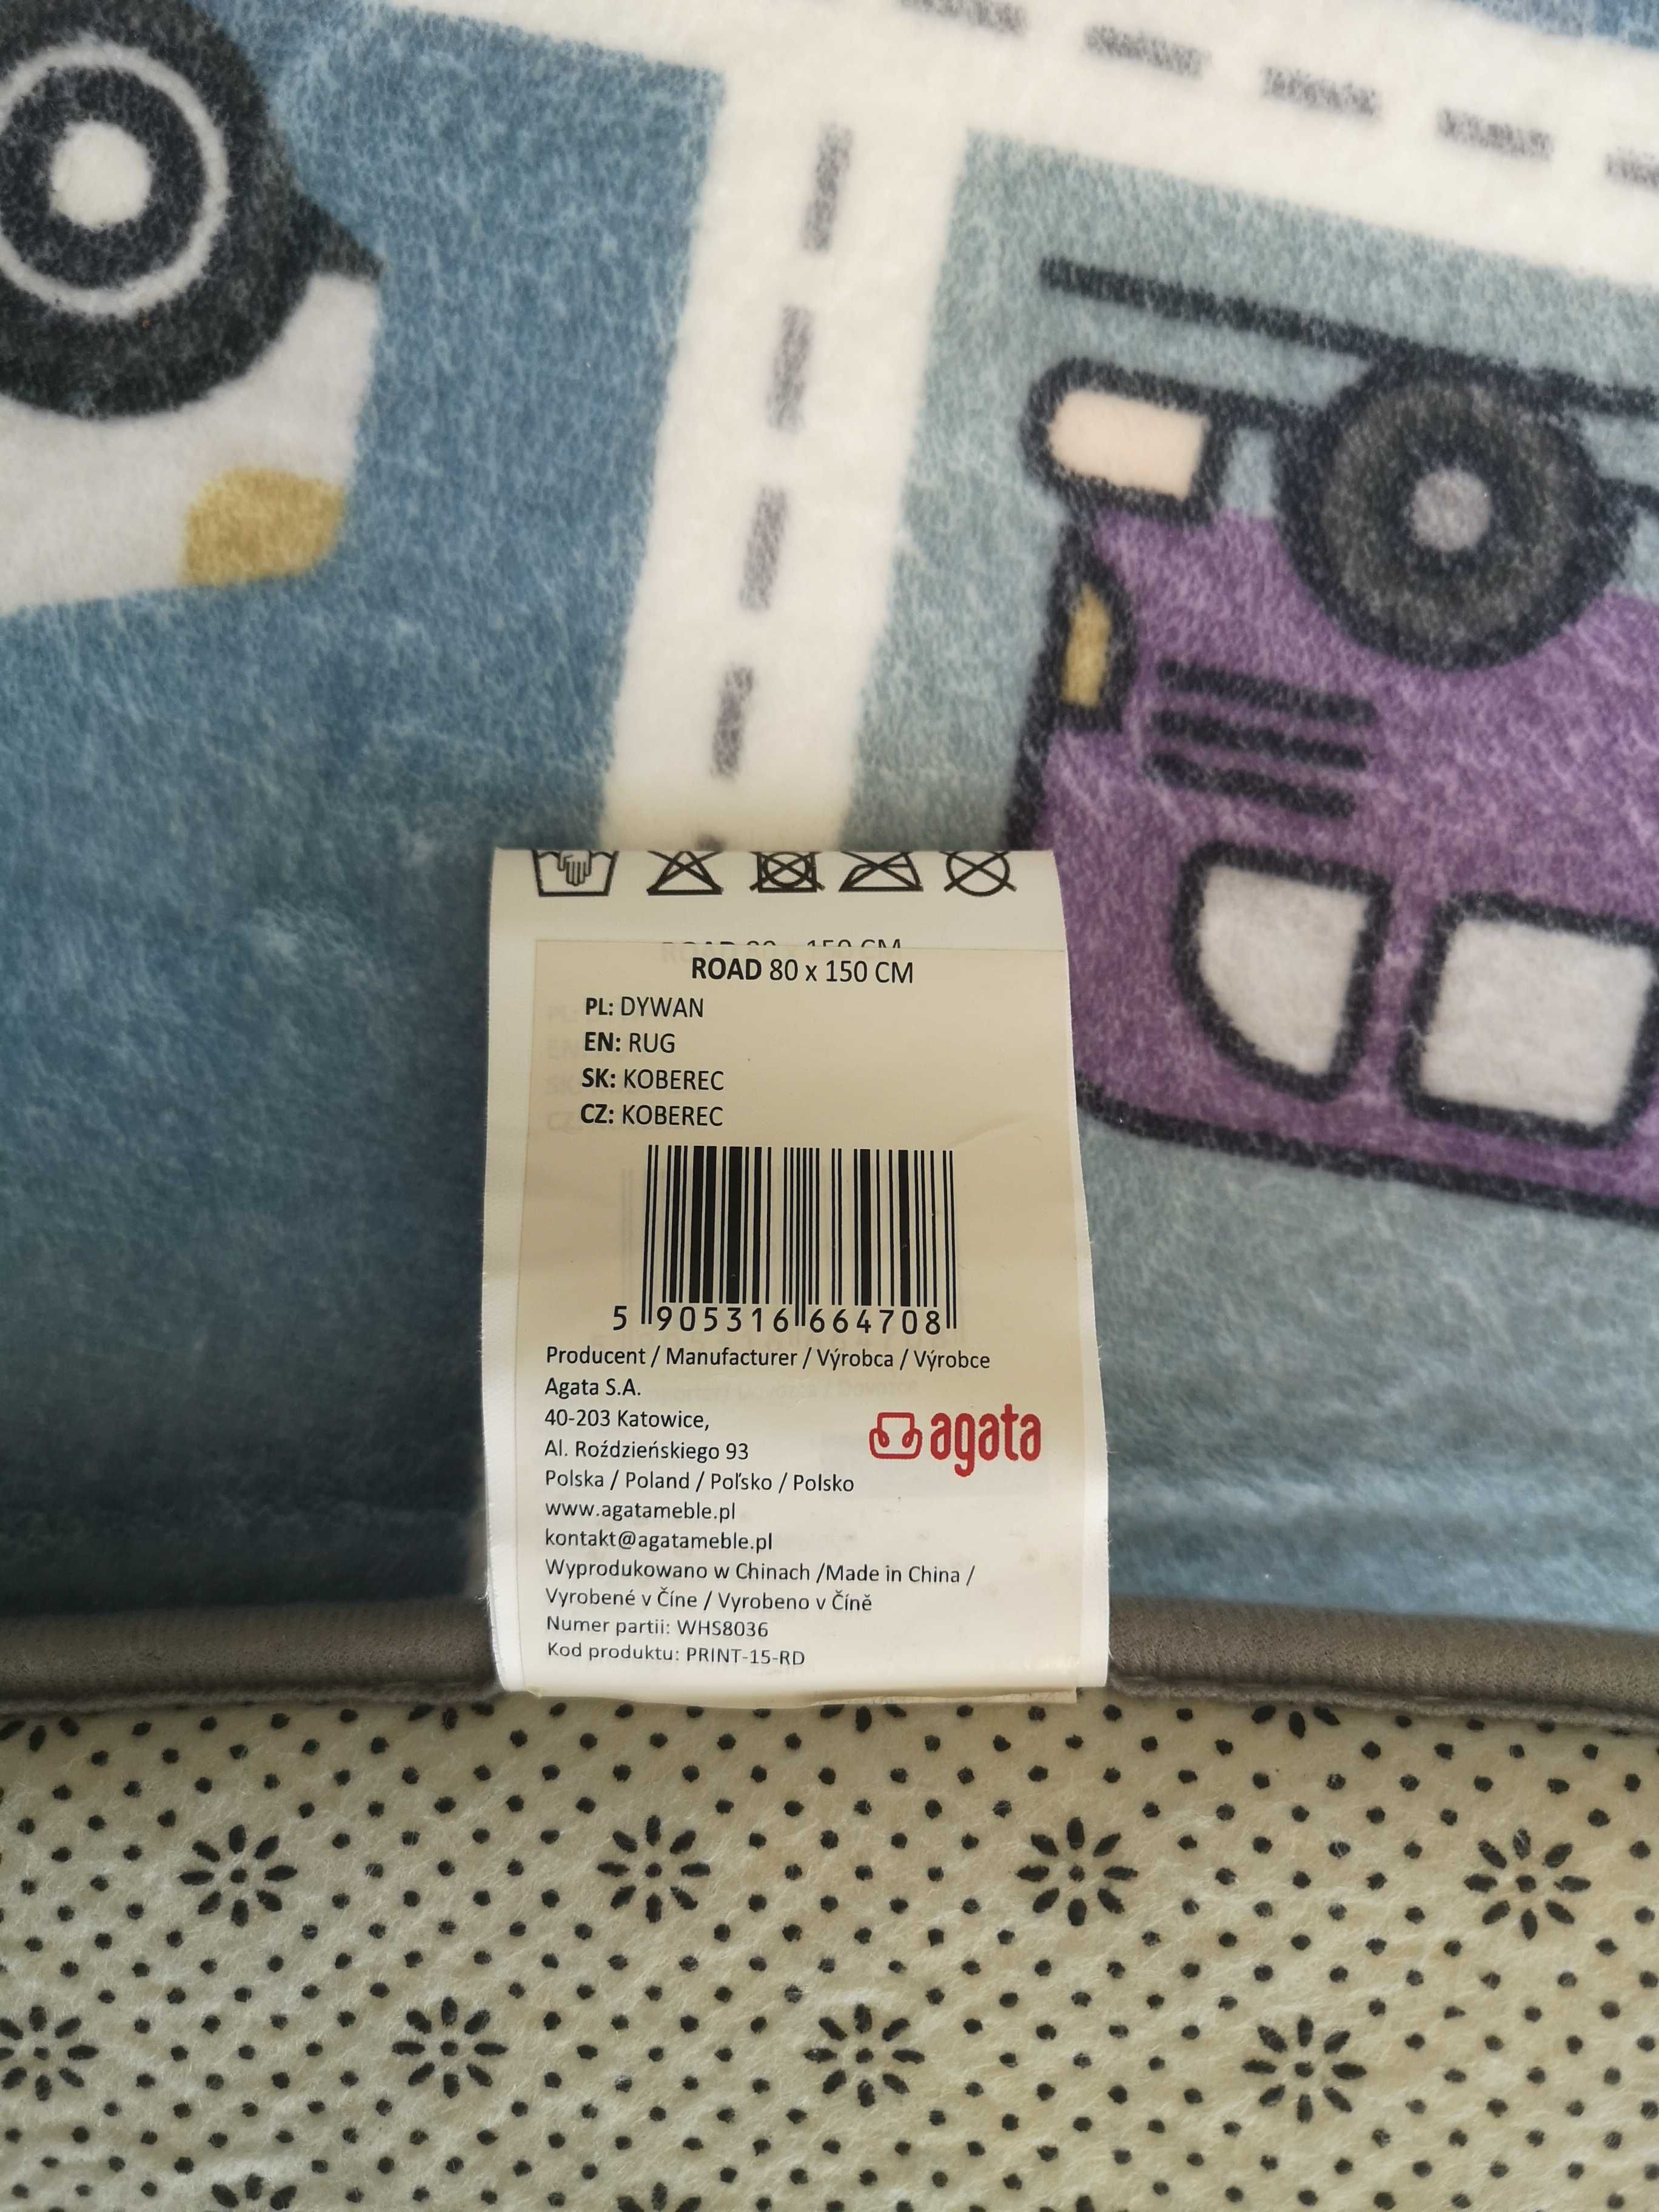 ROAD 80 x 150 CM
PL: DYWAN
EN: RUG
SK: KOBEREC
CZ: KOBEREC
5 905316 664708
Producent / Manufacturer / Výrobca / Výrobce
Agata S.A.
40-203 Katowice,
Al. Roździeńskiego 93
agata
Polska / Poland / Poľsko / Polsko
www.agatameble.pl
kontakt@agatameble.pl
Wyprodukowano w Chinach /Made in China /
Vyrobené v Číne / Vyrobeno v Číně
Numer partii: WHS8036
Kod produktu: PRINT-15-RD